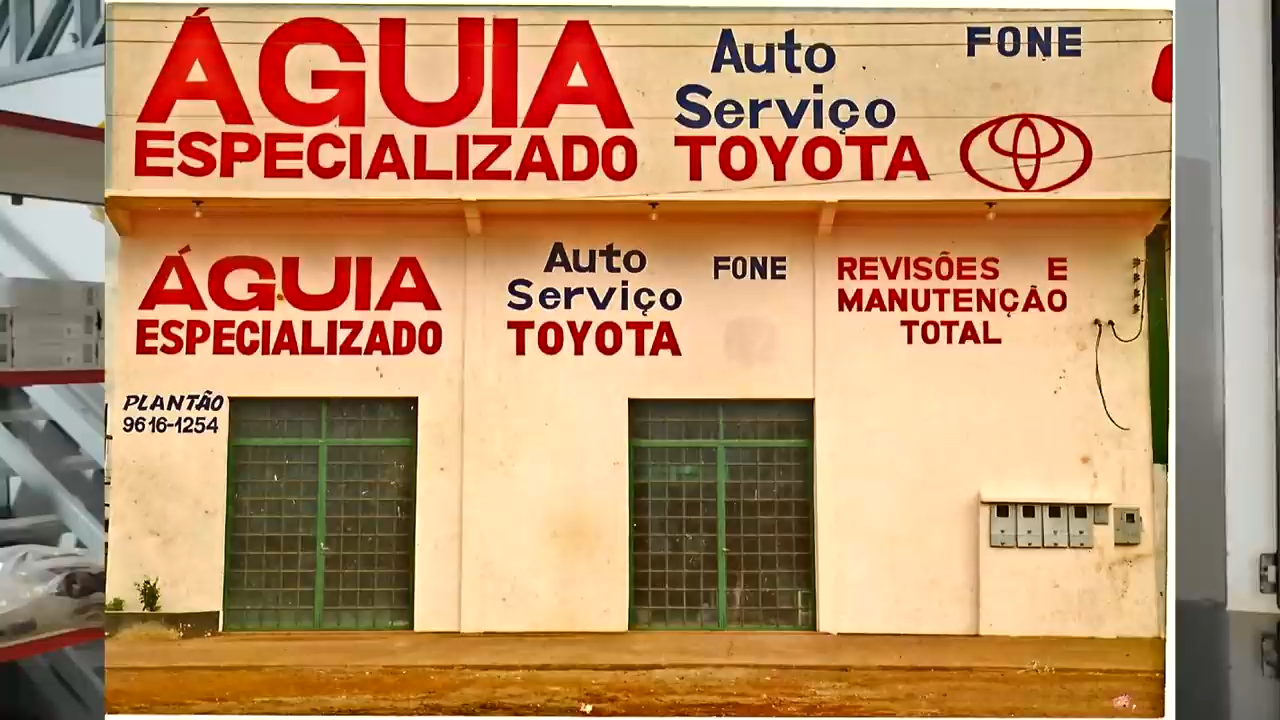 ÁGUIA
ESPECIALIZADO
Auto
Serviço
TOYOTA
FONE
ÁGUIA
ESPECIALIZADO
Auto
Serviço
TOYOTA
FONE
REVISÕES E
MANUTENÇÃO
TOTAL
PLANTÃO
9616-1254